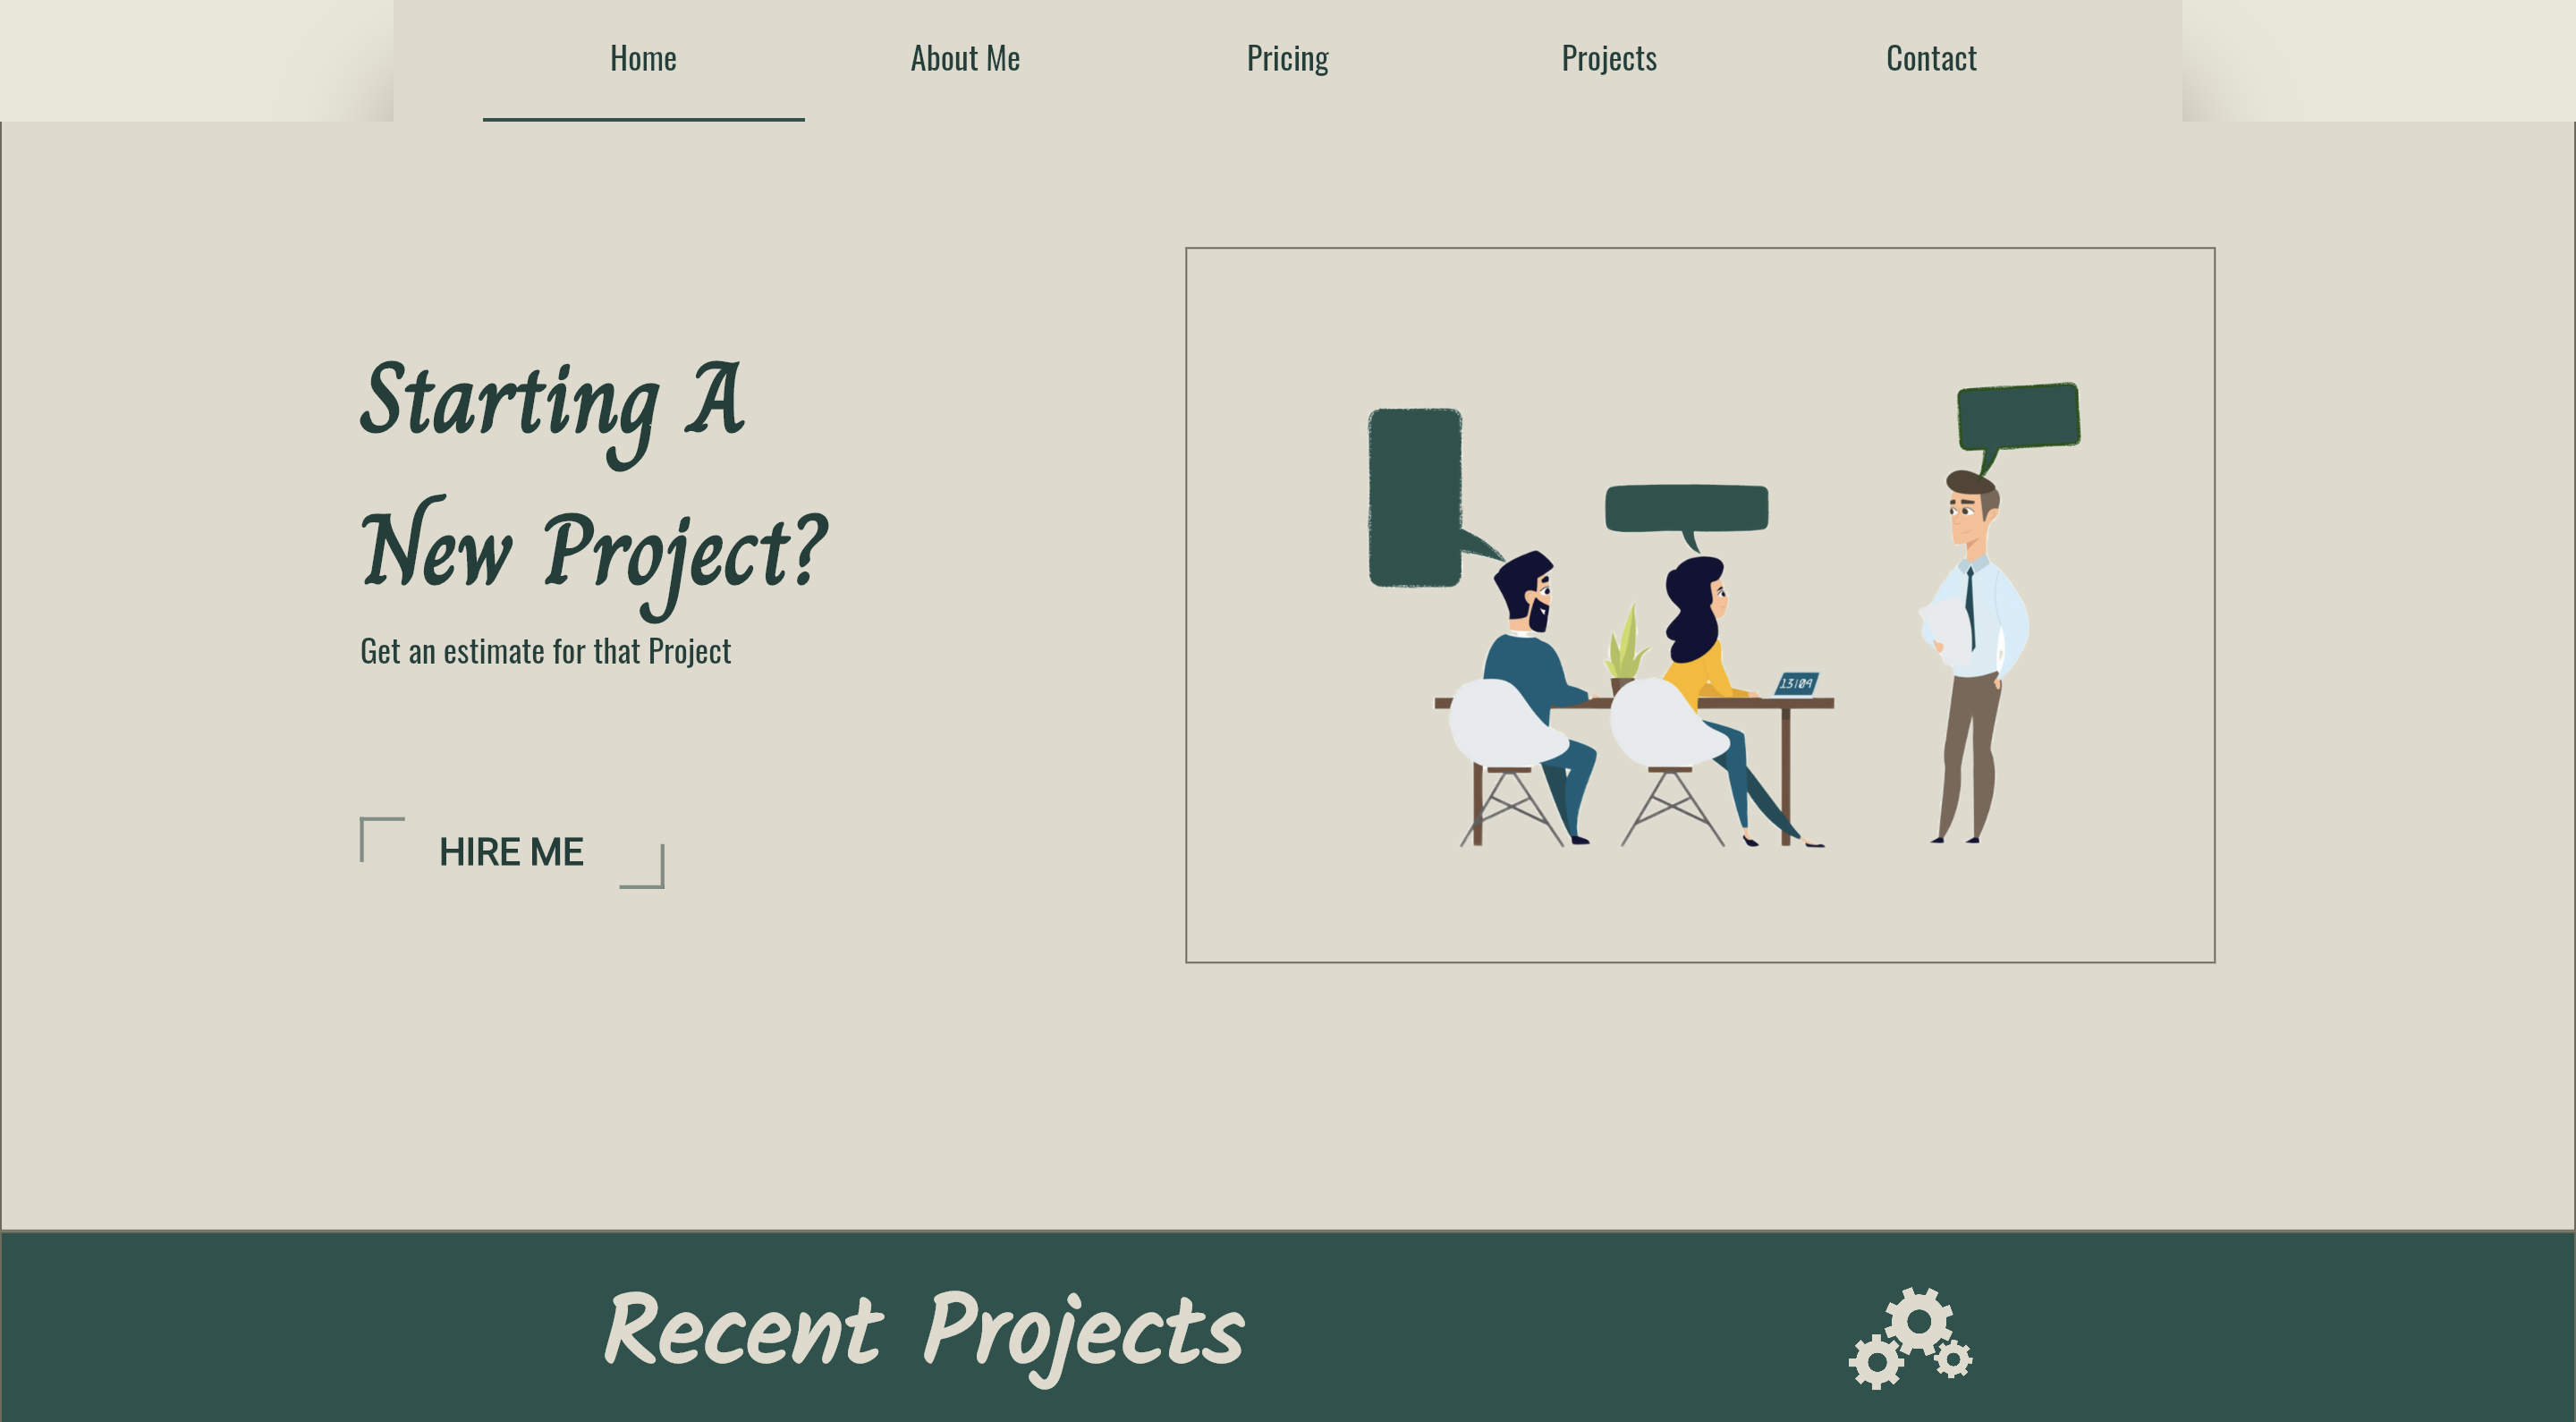 Home About Me Pricing Projects Contact
Starting A
New Project?
Get an estimate for that Project
13/09
HIRE ME
Recent Projects